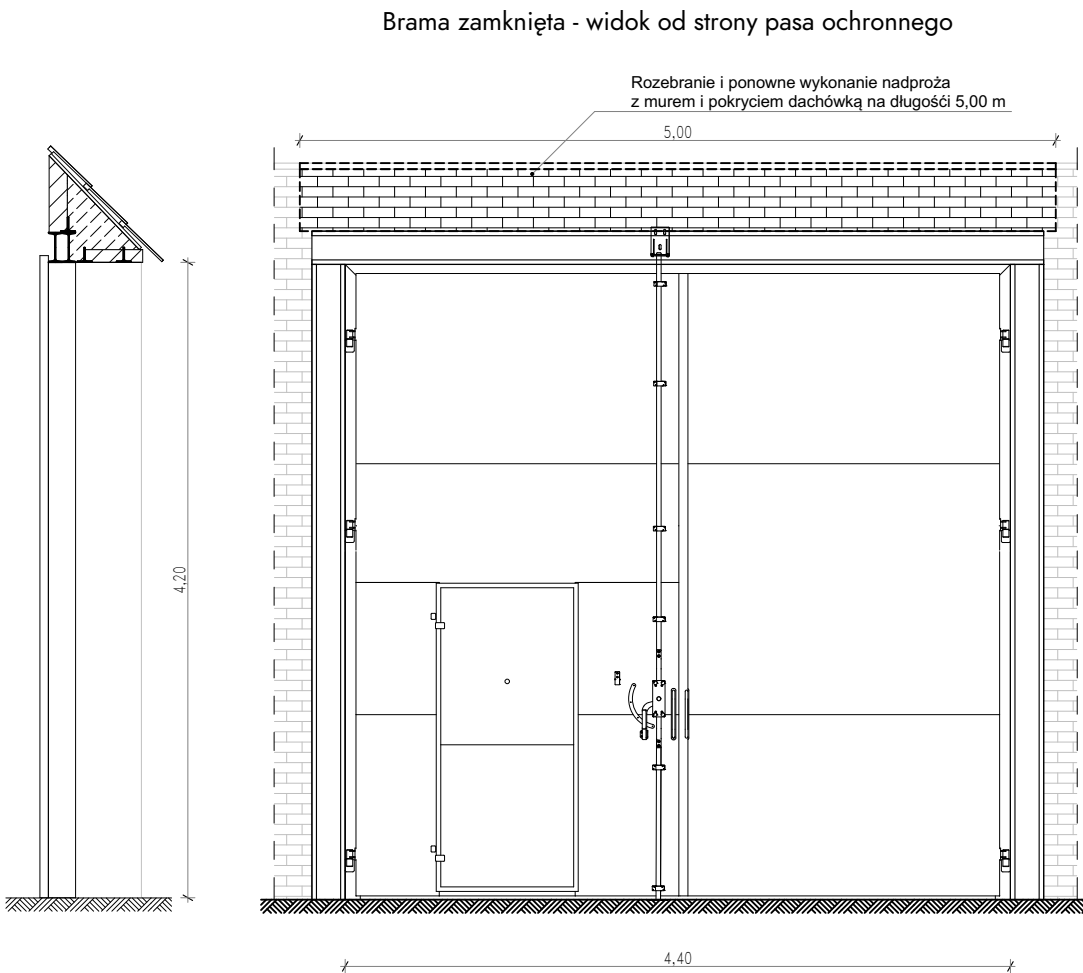 Brama zamknięta - widok od strony pasa ochronnego
Rozebranie i ponowne wykonanie nadproża
z murem i pokryciem dachówką na długośći 5,00 m
5,00
4,20
4,40